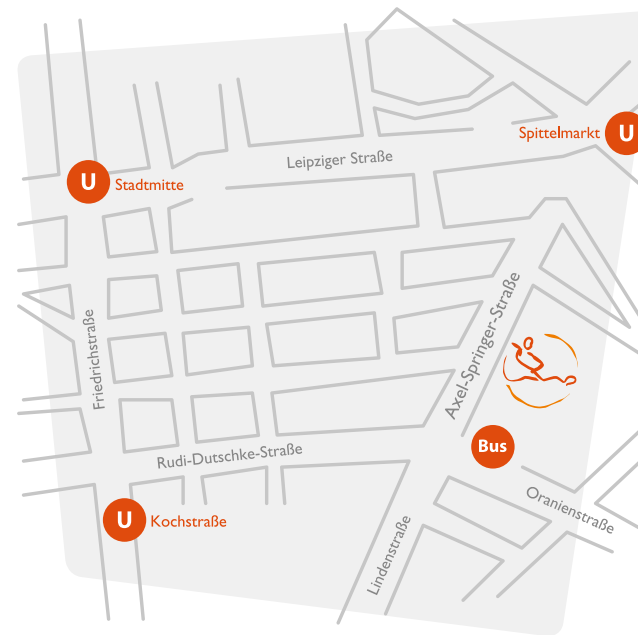 Spittelmarkt U
Leipziger Straße
U Stadtmitte
Friedrichstraße
Axel-Springer-Straße
Bus
Rudi-Dutschke-Straße
Oranienstraße
U Kochstraße
Lindenstraße